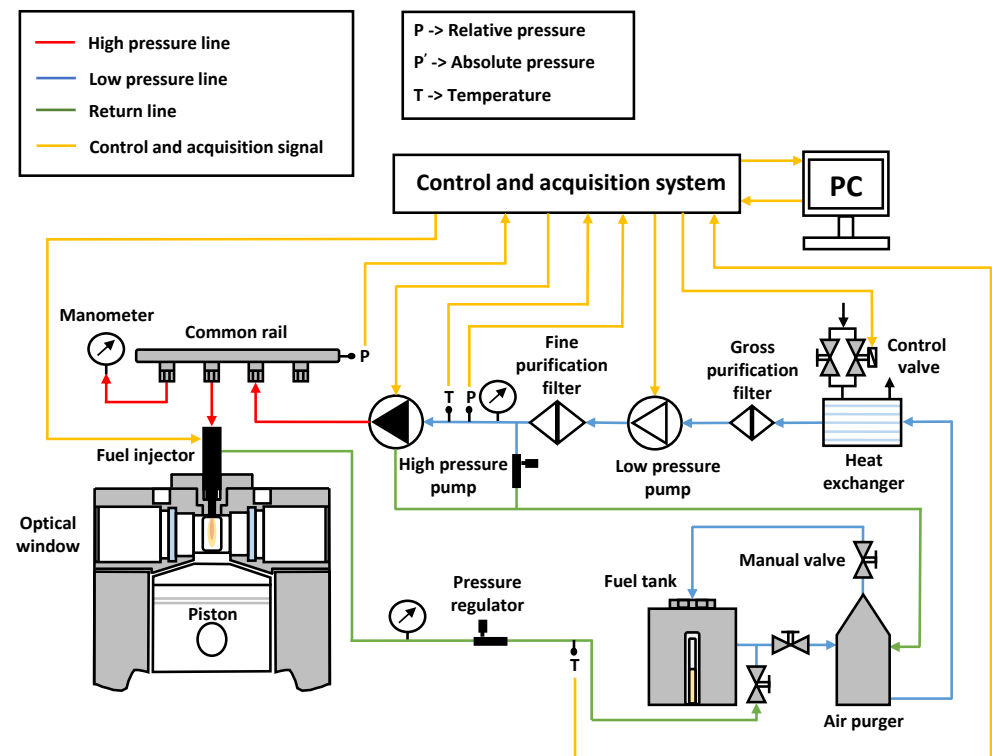 High pressure line
Low pressure line
Return line
Control and acquisition signal
P -> Relative pressure
P′ -> Absolute pressure
T -> Temperature
Control and acquisition system
PC
Manometer
Common rail
P
Fine
purification
filter
Gross
purification
filter
Control
valve
T
P
Fuel injector
High pressure
pump
Low pressure
pump
Heat
exchanger
Optical
window
Piston
Pressure
regulator
T
Fuel tank
Manual valve
Air purger